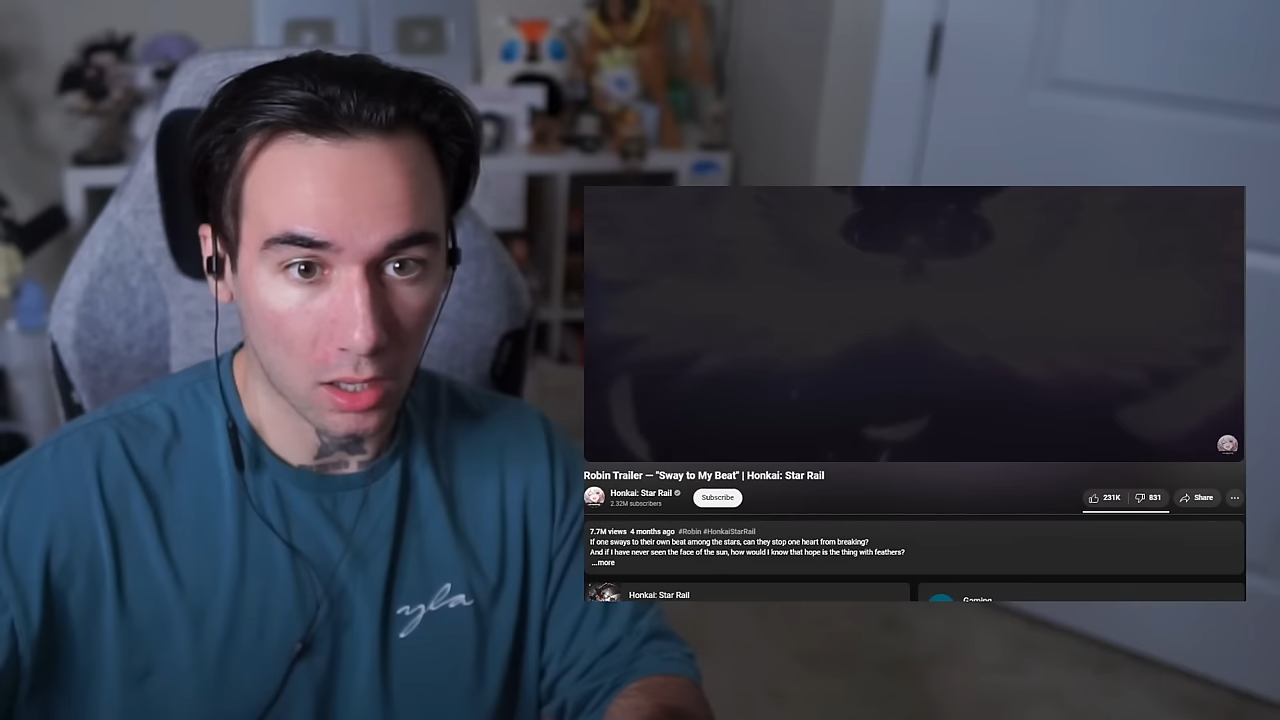 Robin Trailer — "Sway to My Beat" | Honkai: Star Rail
Honkai: Star Rail
2.32M subscribers
Subscribe
231K
831
Share
7.7M views 4 months ago #Robin #HonkaiStarRail
If one sways to their own beat among the stars, can they stop one heart from breaking?
And if I have never seen the face of the sun, how would I know that hope is the thing with feathers?
...more
Honkai: Star Rail
Gaming
yla